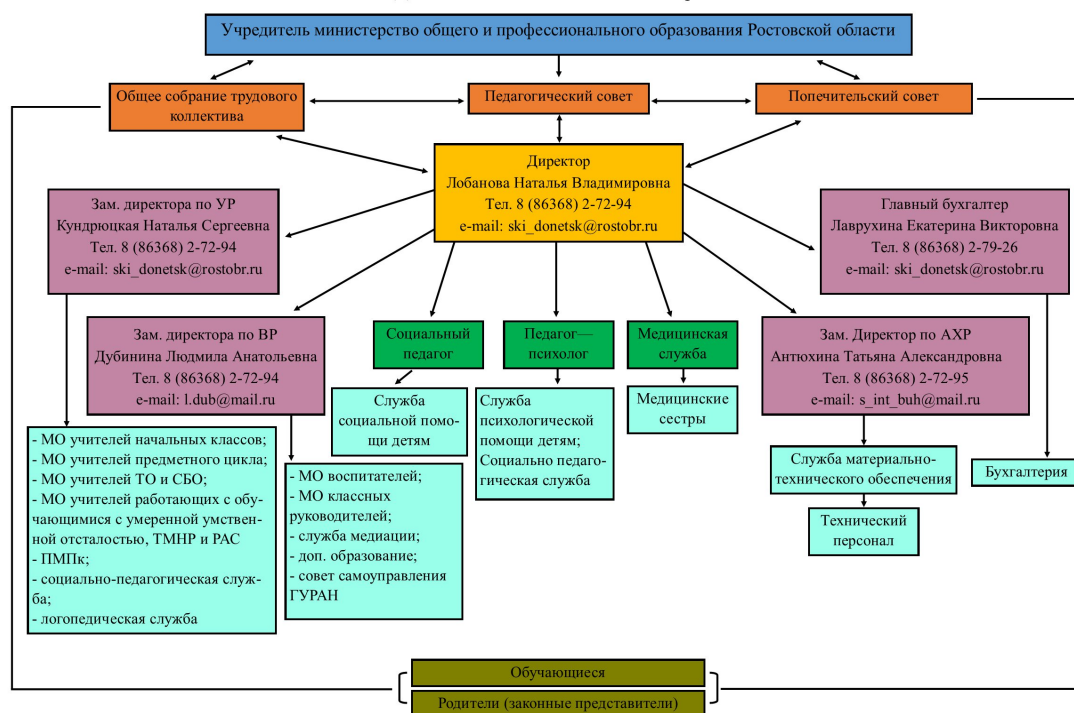 Учредитель министерство общего и профессионального образования Ростовской области
Общее собрание трудового
коллектива
Педагогический совет
Попечительский совет
Директор
Лобанова Наталья Владимировна
Тел. 8 (86368) 2-72-94
e-mail: ski_donetsk@rostobr.ru
Зам. директора по УР
Кундрюцкая Наталья Сергеевна
Тел. 8 (86368) 2-72-94
e-mail: ski_donetsk@rostobr.ru
Главный бухгалтер
Лаврухина Екатерина Викторовна
Тел. 8 (86368) 2-79-26
e-mail: ski_donetsk@rostobr.ru
Зам. директора по ВР
Дубинина Людмила Анатольевна
Тел. 8 (86368) 2-72-94
e-mail: l.dub@mail.ru
Социальный
педагог
Педагог—
психолог
Медицинская
служба
Зам. Директор по АХР
Антюхина Татьяна Александровна
Тел. 8 (86368) 2-72-95
e-mail: s_int_buh@mail.ru
Служба
социальной помо-
щи детям
Служба
психологической
помощи детям;
Социально педаго-
гическая служба
Медицинские
сестры
- МО учителей начальных классов;
- МО учителей предметного цикла;
- МО учителей ТО и СБО;
- МО учителей работающих с обу-
чающимися с умеренной умствен-
ной отсталостью, ТМНР и РАС
- ПМПк;
- социально-педагогическая служ-
ба;
- логопедическая служба
- МО воспитателей;
- МО классных
руководителей;
- служба медиации;
- доп. образование;
- совет самоуправления
ГУРАН
Служба материально-
технического обеспечения
Бухгалтерия
Технический
персонал
Обучающиеся
Родители (законные представители)